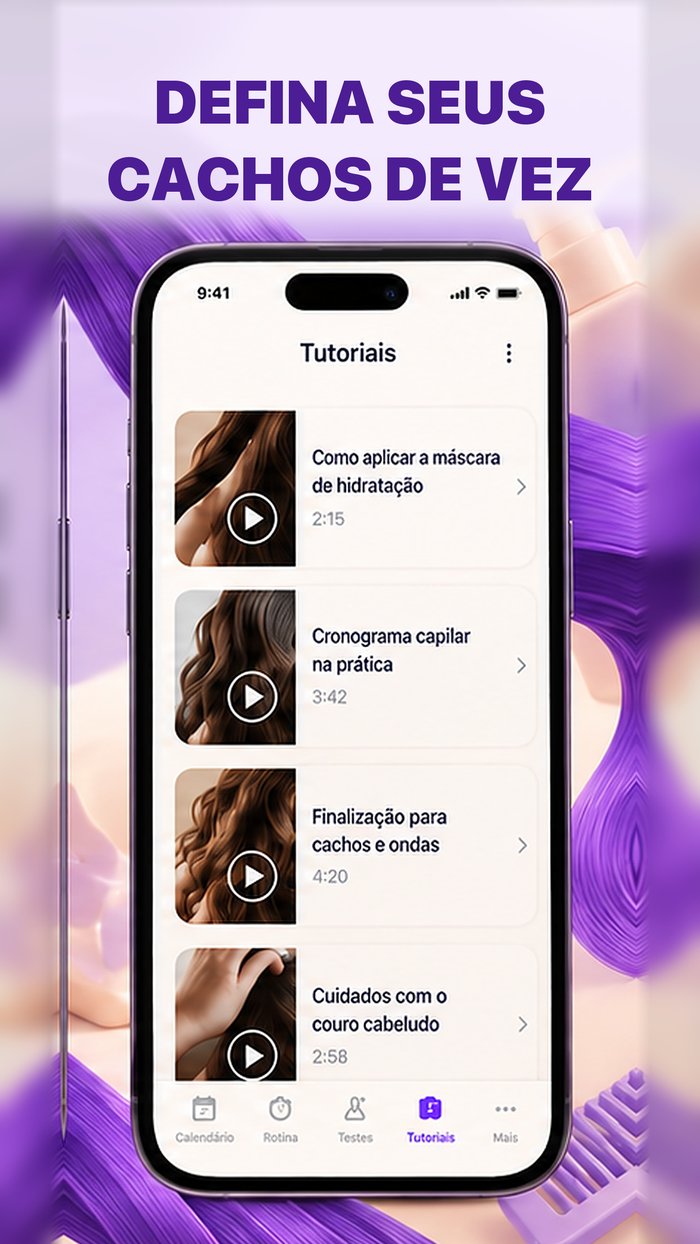 DEFINA SEUS
CACHOS DE VEZ
9:41
Tutoriais
Como aplicar a máscara
de hidratação
2:15
Cronograma capilar
na prática
3:42
Finalização para
cachos e ondas
4:20
Cuidados com o
couro cabeludo
2:58
Calendário
Rotina
Testes
Tutoriais
Mais